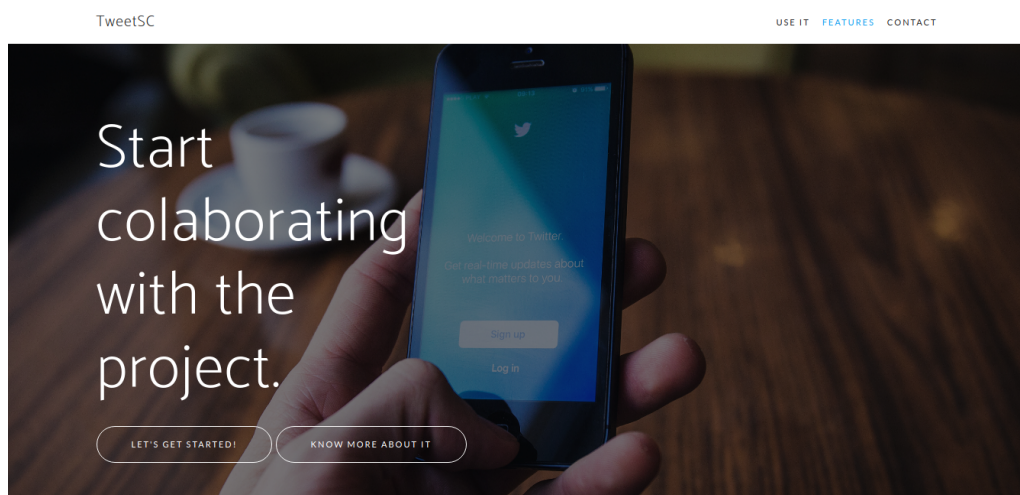 TweetSC
USE IT FEATURES CONTACT
Start
colaborating
with the
project.
LET'S GET STARTED! KNOW MORE ABOUT IT
Welcome to Twitter.
Get real-time updates about
what matters to you
Sign up
Log in